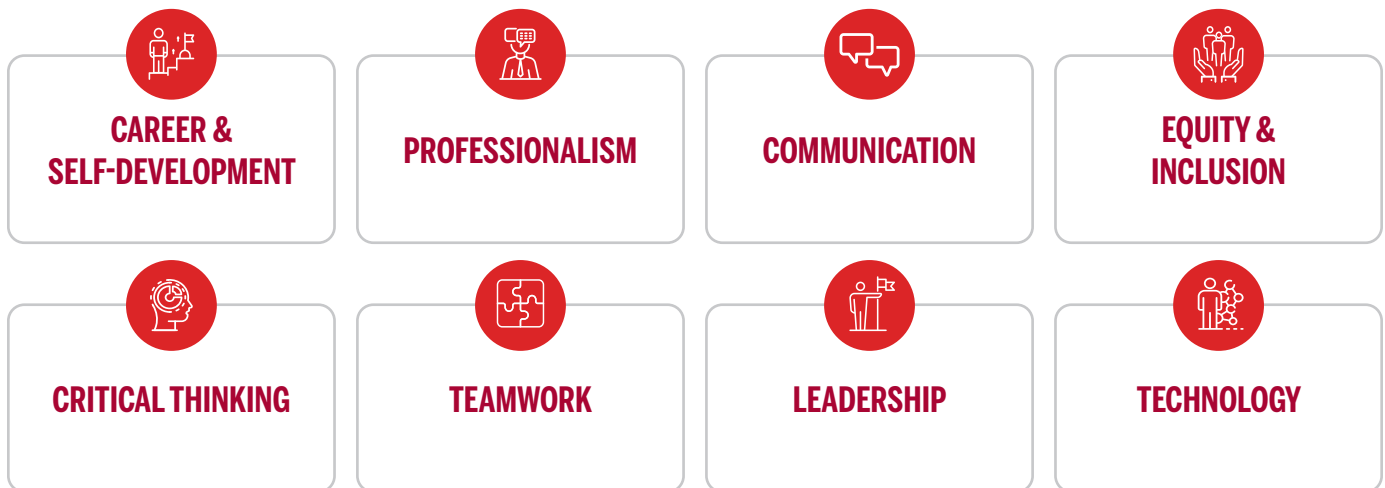 CAREER &
SELF-DEVELOPMENT
PROFESSIONALISM
COMMUNICATION
EQUITY &
INCLUSION
CRITICAL THINKING
TEAMWORK
LEADERSHIP
TECHNOLOGY